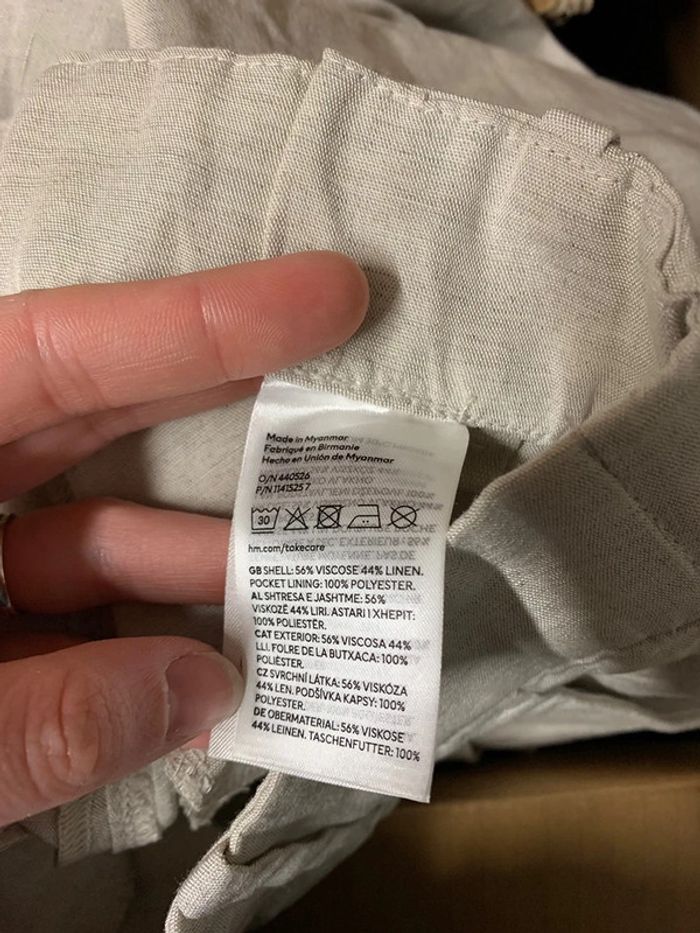 Made in Myanmar
Fabriqué en Birmanie
Hecho en Unión de Myanmar
O/N 440526
P/N 1141525 7
30
hm.com/takecare
GB SHELL: 56% VISCOSE 44% LINEN.
POCKET LINING: 100% POLYESTER.
AL SHTRESA E JASHTME: 56%
VISKOZË 44% LIRI. ASTARI I XHEPIT:
100% POLIESTËR.
CAT EXTERIOR: 56% VISCOSA 44%
LLI. FOLRE DE LA BUTXACA: 100%
POLIÈSTER.
CZ SVRCHNÍ LÁTKA: 56% VISKÓZA
44% LEN. PODŠÍVKA KAPSY: 100%
POLYESTER.
DE OBERMATERIAL: 56% VISKOSE
44% LEINEN. TASCHENFUTTER: 100%